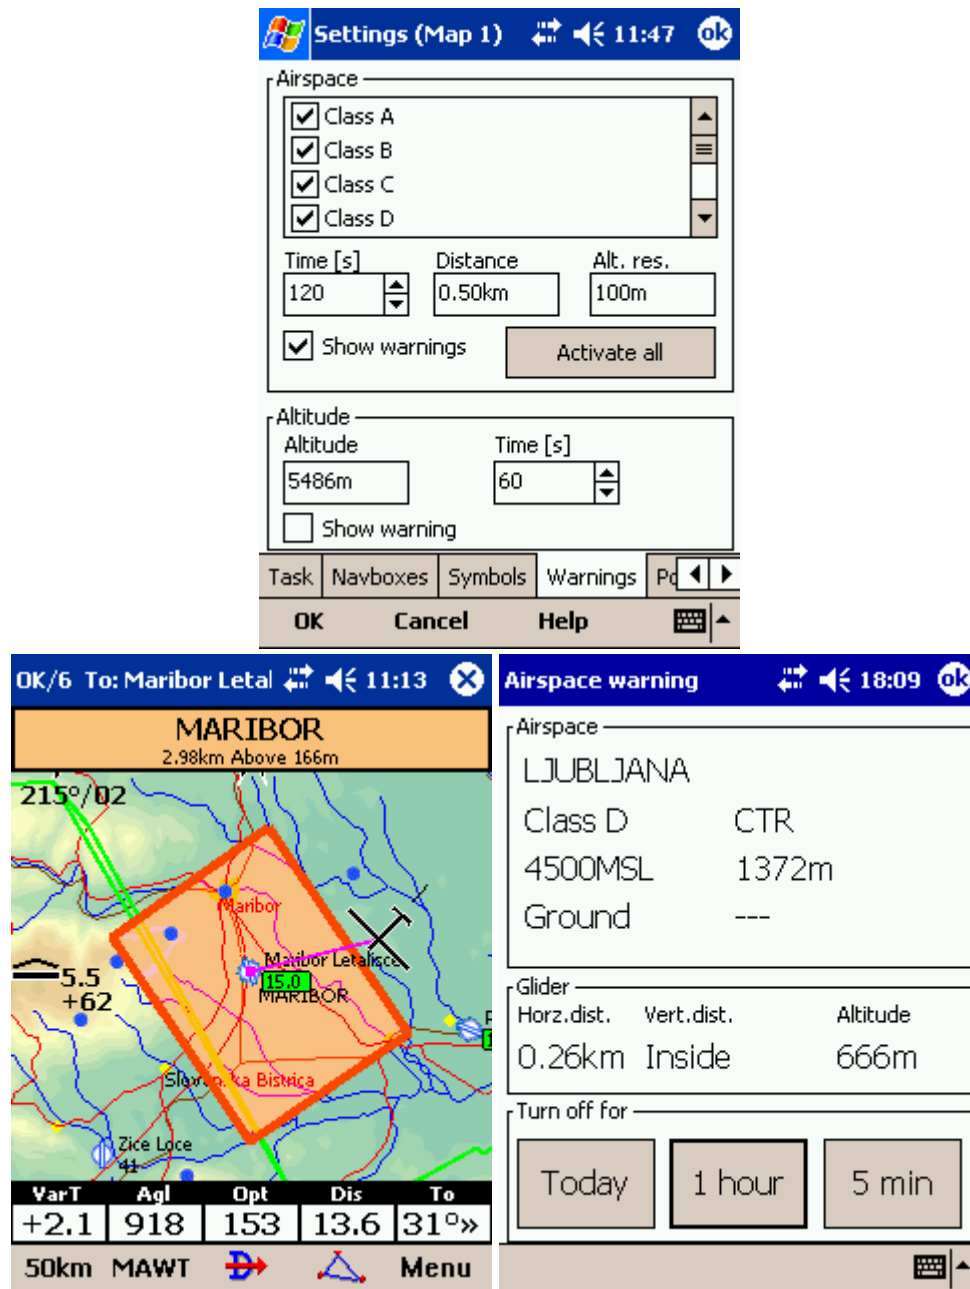 Settings (Map 1) 11:47 ok
Airspace
Class A
Class B
Class C
Class D
Time [s] Distance Alt. res.
120 0.50km 100m
Show warnings Activate all
Altitude
Altitude Time [s]
5486m 60
Show warning
Task Navboxes Symbols Warnings
OK Cancel Help
OK/6 To: Maribor Letal 11:13
MARIBOR
2.98km Above 166m
215°/02
Maribor
Maribor Letalisce
15.0
MARIBOR
5.5
+62
Slovenska Bistrica
Zice Loce
41
VarT Agl Opt Dis To
+2.1 918 153 13.6 31°»
50km MAWT Menu
Airspace warning 18:09 ok
Airspace
LJUBLJANA
Class D CTR
4500MSL 1372m
Ground ---
Glider
Horz.dist. Vert.dist. Altitude
0.26km Inside 666m
Turn off for
Today 1 hour 5 min